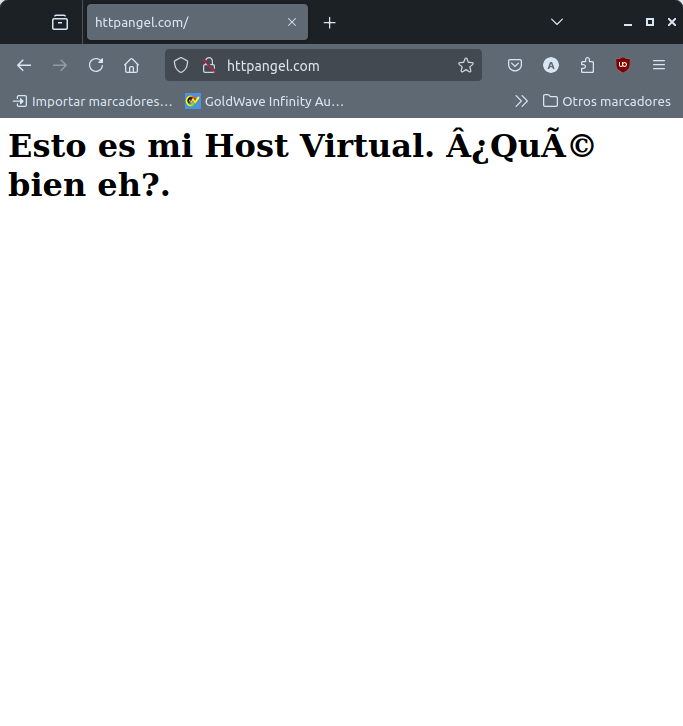 httpangel.com/
httpangel.com
Importar marcadores... GoldWave Infinity Au... Otros marcadores
Esto es mi Host Virtual. Â¿QuÃ©
bien eh?.